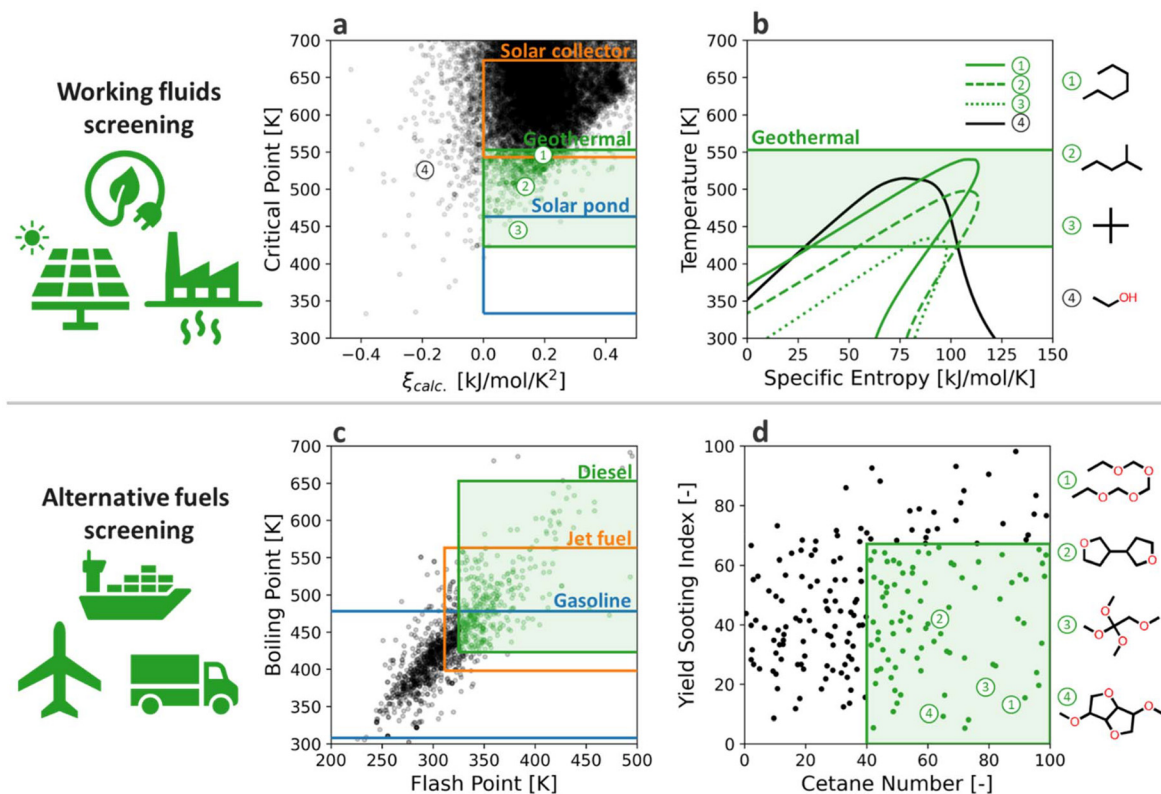 Working fluids
screening
a
Critical Point [K]
700
650
600
550
500
450
400
350
300
Solar collector
Geothermal
Solar pond
1
2
3
4
−0.4
−0.2
0.0
0.2
0.4
ξcalc. [kJ/mol/K²]
b
Temperature [K]
700
650
600
550
500
450
400
350
300
1
2
3
4
Geothermal
0
25
50
75
100
125
150
Specific Entropy [kJ/mol/K]
1
2
3
4
OH
Alternative fuels
screening
c
Boiling Point [K]
700
650
600
550
500
450
400
350
300
Diesel
Jet fuel
Gasoline
200
250
300
350
400
450
500
Flash Point [K]
d
Yield Sooting Index [-]
100
80
60
40
20
0
2
3
1
4
0
20
40
60
80
100
Cetane Number [-]
1
O
O
O
O
2
O
O
3
O
O
O
O
4
O
O
O
O